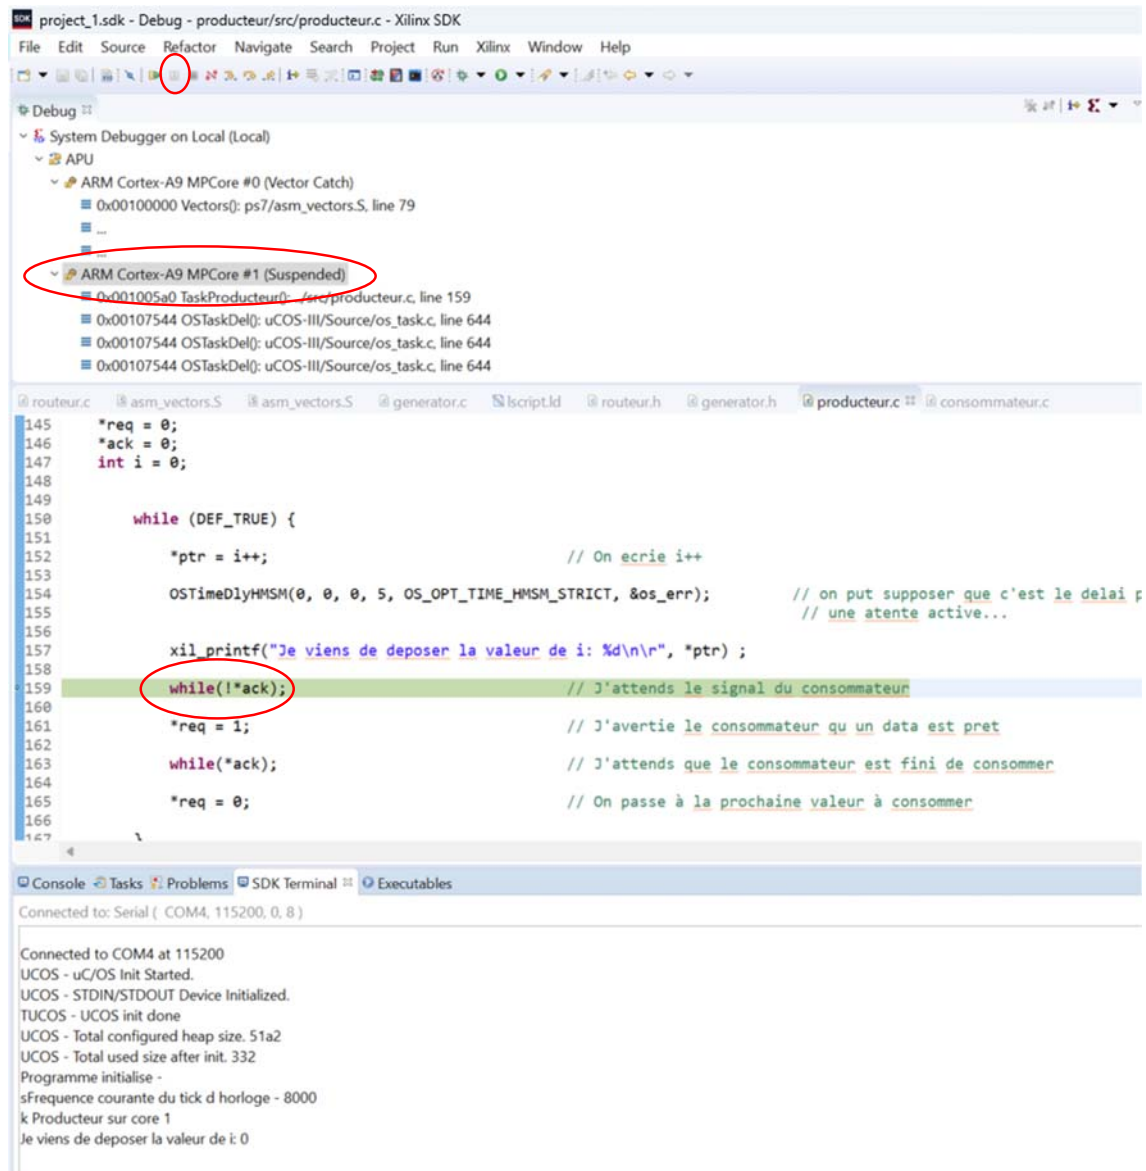 project_1.sdk - Debug - producteur/src/producteur.c - Xilinx SDK
File Edit Source Refactor Navigate Search Project Run Xilinx Window Help
Debug
System Debugger on Local (Local)
APU
ARM Cortex-A9 MPCore #0 (Vector Catch)
0x00100000 Vectors(): ps7/asm_vectors.S, line 79
...
...
ARM Cortex-A9 MPCore #1 (Suspended)
0x001005a0 TaskProducteur(): ../src/producteur.c, line 159
0x00107544 OSTaskDel(): uCOS-III/Source/os_task.c, line 644
0x00107544 OSTaskDel(): uCOS-III/Source/os_task.c, line 644
0x00107544 OSTaskDel(): uCOS-III/Source/os_task.c, line 644
routeur.c asm_vectors.S asm_vectors.S generator.c lscript.ld routeur.h generator.h producteur.c consommateur.c
145 *req = 0;
146 *ack = 0;
147 int i = 0;
148
149
150 while (DEF_TRUE) {
151
152 *ptr = i++; // On ecrie i++
153
154 OSTimeDlyHMSM(0, 0, 0, 5, OS_OPT_TIME_HMSM_STRICT, &os_err); // on put supposer que c'est le delai p
155 // une atente active...
156
157 xil_printf("Je viens de deposer la valeur de i: %d\n\r", *ptr) ;
158
159 while(!*ack); // J'attends le signal du consommateur
160
161 *req = 1; // J'avertie le consommateur qu un data est pret
162
163 while(*ack); // J'attends que le consommateur est fini de consommer
164
165 *req = 0; // On passe à la prochaine valeur à consommer
166
167 }
Console Tasks Problems SDK Terminal Executables
Connected to: Serial ( COM4, 115200, 0, 8 )
Connected to COM4 at 115200
UCOS - uC/OS Init Started.
UCOS - STDIN/STDOUT Device Initialized.
TUCOS - UCOS init done
UCOS - Total configured heap size. 51a2
UCOS - Total used size after init. 332
Programme initialise -
sFrequence courante du tick d horloge - 8000
k Producteur sur core 1
Je viens de deposer la valeur de i: 0